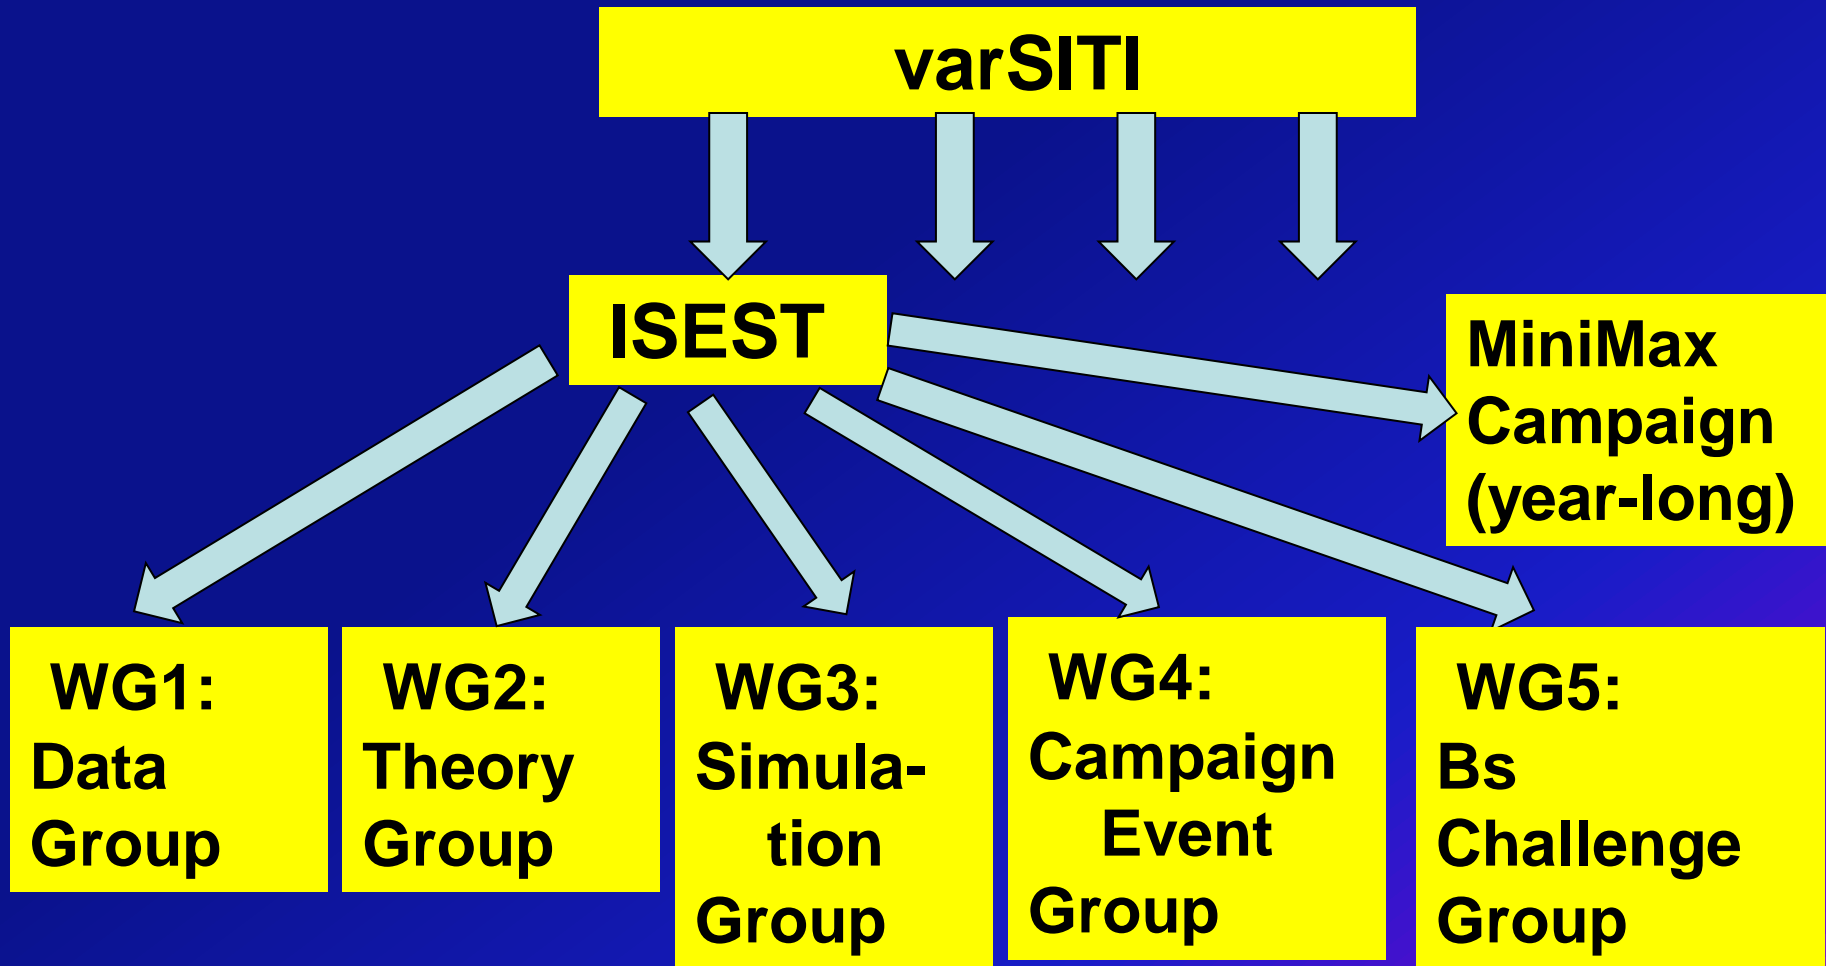 varSITI
ISEST
MiniMax
Campaign
(year-long)
WG1:
Data
Group
WG2:
Theory
Group
WG3:
Simula-
tion
Group
WG4:
Campaign
Event
Group
WG5:
Bs
Challenge
Group